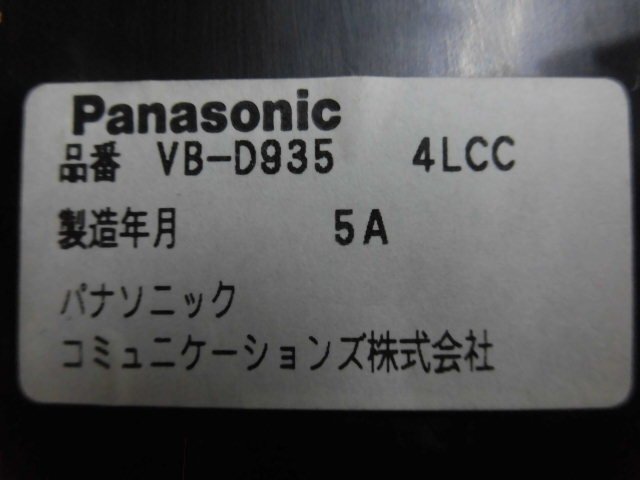 Panasonic
品番 VB-D935 4LCC
製造年月 5A
パナソニック
コミュニケーションズ株式会社